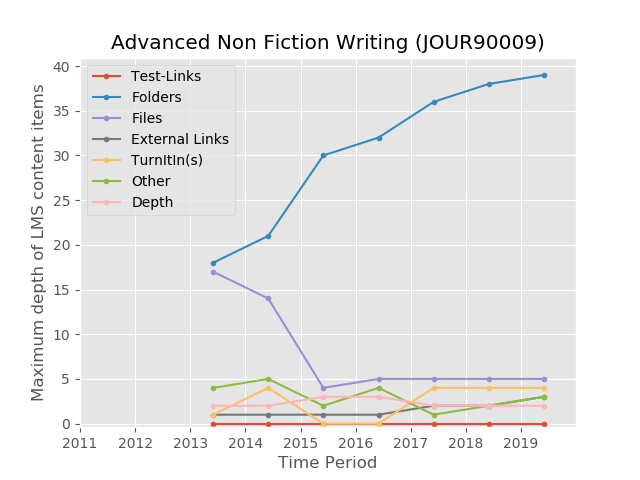 Advanced Non Fiction Writing (JOUR90009)
Maximum depth of LMS content items
40
35
30
25
20
15
10
5
0
Test-Links
Folders
Files
External Links
TurnItIn(s)
Other
Depth
2011 2012 2013 2014 2015 2016 2017 2018 2019
Time Period